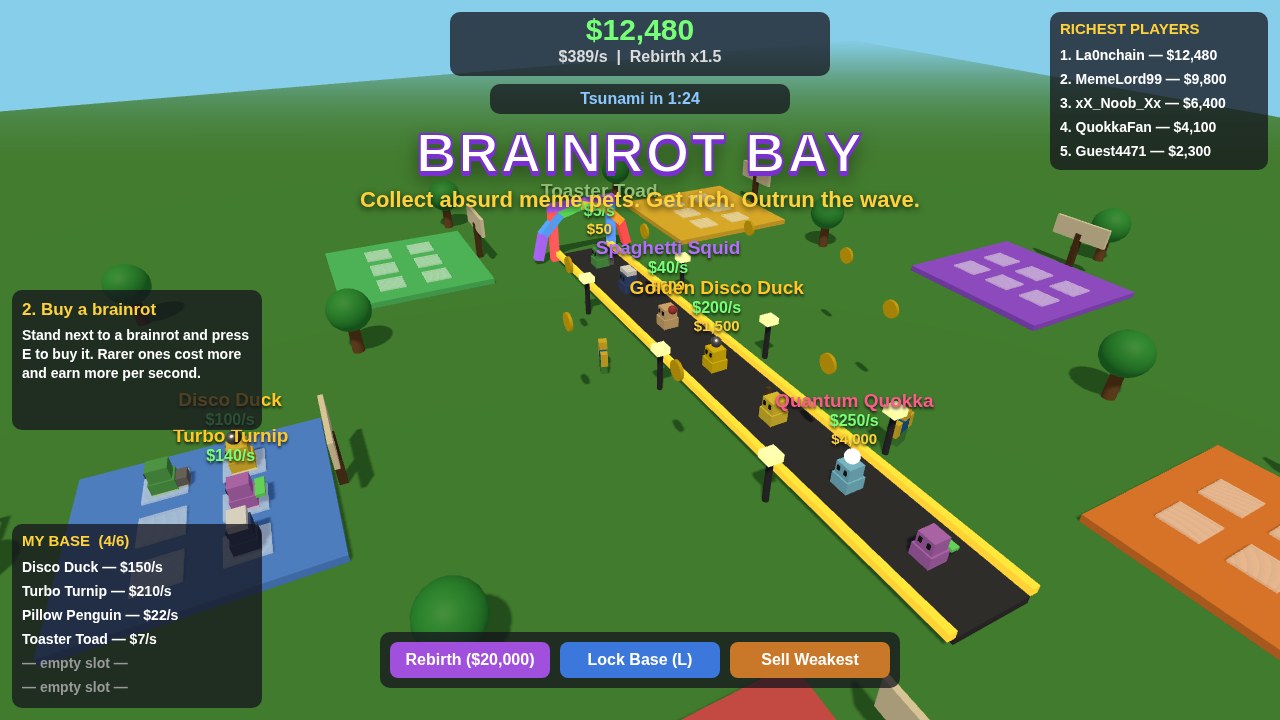 $12,480
$389/s | Rebirth x1.5
Tsunami in 1:24
RICHEST PLAYERS
1. La0nchain — $12,480
2. MemeLord99 — $9,800
3. xX_Noob_Xx — $6,400
4. QuokkaFan — $4,100
5. Guest4471 — $2,300
BRAINROT BAY
Collect absurd meme pets. Get rich. Outrun the wave.
Toaster Toad
$5/s
$50
Spaghetti Squid
$40/s
Golden Disco Duck
$200/s
$1,500
Quantum Quokka
$250/s
$4,000
2. Buy a brainrot
Stand next to a brainrot and press
E to buy it. Rarer ones cost more
and earn more per second.
Disco Duck
$100/s
Turbo Turnip
$140/s
MY BASE (4/6)
Disco Duck — $150/s
Turbo Turnip — $210/s
Pillow Penguin — $22/s
Toaster Toad — $7/s
— empty slot —
— empty slot —
Rebirth ($20,000)
Lock Base (L)
Sell Weakest